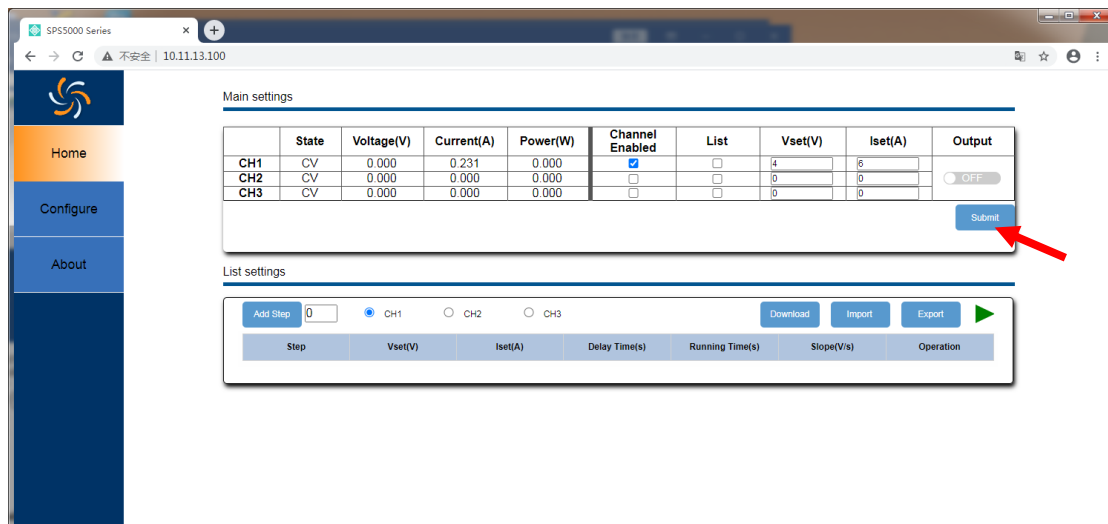 SPS5000 Series
不安全 | 10.11.13.100
Home
Configure
About
Main settings
State Voltage(V) Current(A) Power(W) Channel Enabled List Vset(V) Iset(A) Output
CH1 CV 0.000 0.231 0.000 4 6
CH2 CV 0.000 0.000 0.000 0 0 OFF
CH3 CV 0.000 0.000 0.000 0 0
Submit
List settings
Add Step 0 CH1 CH2 CH3 Download Import Export
Step Vset(V) Iset(A) Delay Time(s) Running Time(s) Slope(V/s) Operation